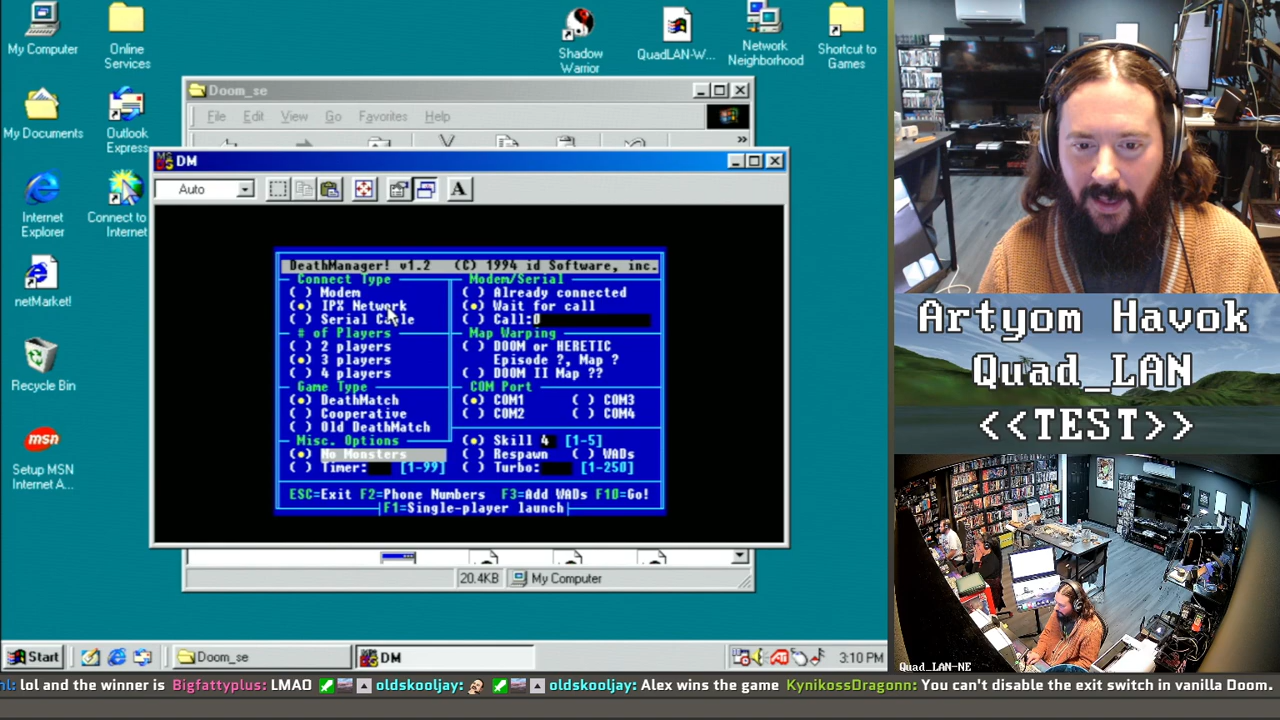 My Computer
Online Services
Shadow Warrior
QuadLAN-W...
Network Neighborhood
Shortcut to Games
Doom_se
File Edit View Go Favorites Help
My Documents
Outlook Express
Internet Explorer
Connect to Internet
netMarket!
Recycle Bin
msn
Setup MSN Internet A...
DM
Auto
A
DeathManager! v1.2 (C) 1994 id Software, inc.
Connect Type
( ) Modem
(•) IPX Network
( ) Serial Cable
# of Players
( ) 2 players
(•) 3 players
( ) 4 players
Game Type
(•) DeathMatch
( ) Cooperative
( ) Old DeathMatch
Misc. Options
(•) No Monsters
( ) Timer: [1-99]
Modem/Serial
( ) Already connected
(•) Wait for call
( ) Call:0
Map Warping
( ) DOOM or HERETIC
Episode ?, Map ?
( ) DOOM II Map ??
COM Port
(•) COM1 ( ) COM3
( ) COM2 ( ) COM4
(•) Skill 4 [1-5]
( ) Respawn ( ) WADs
( ) Turbo: [1-250]
ESC=Exit F2=Phone Numbers F3=Add WADs F10=Go!
F1=Single-player launch
20.4KB My Computer
Start Doom_se DM 3:10 PM
Artyom Havok
Quad_LAN
<<TEST>>
Quad_LAN-NE
lol and the winner is Bigfattyplus: LMAO oldskooljay: oldskooljay: Alex wins the game KynikossDragonn: You can't disable the exit switch in vanilla Doom.